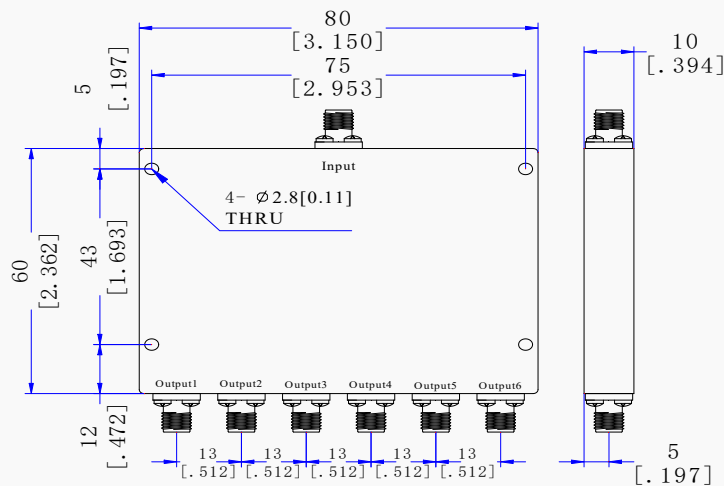 80
[3.150]
75
[2.953]
10
[.394]
5
[.197]
Input
4- Ø2.8[0.11]
THRU
60
[2.362]
43
[1.693]
Output1
Output2
Output3
Output4
Output5
Output6
12
[.472]
13
[.512]
13
[.512]
13
[.512]
13
[.512]
13
[.512]
5
[.197]